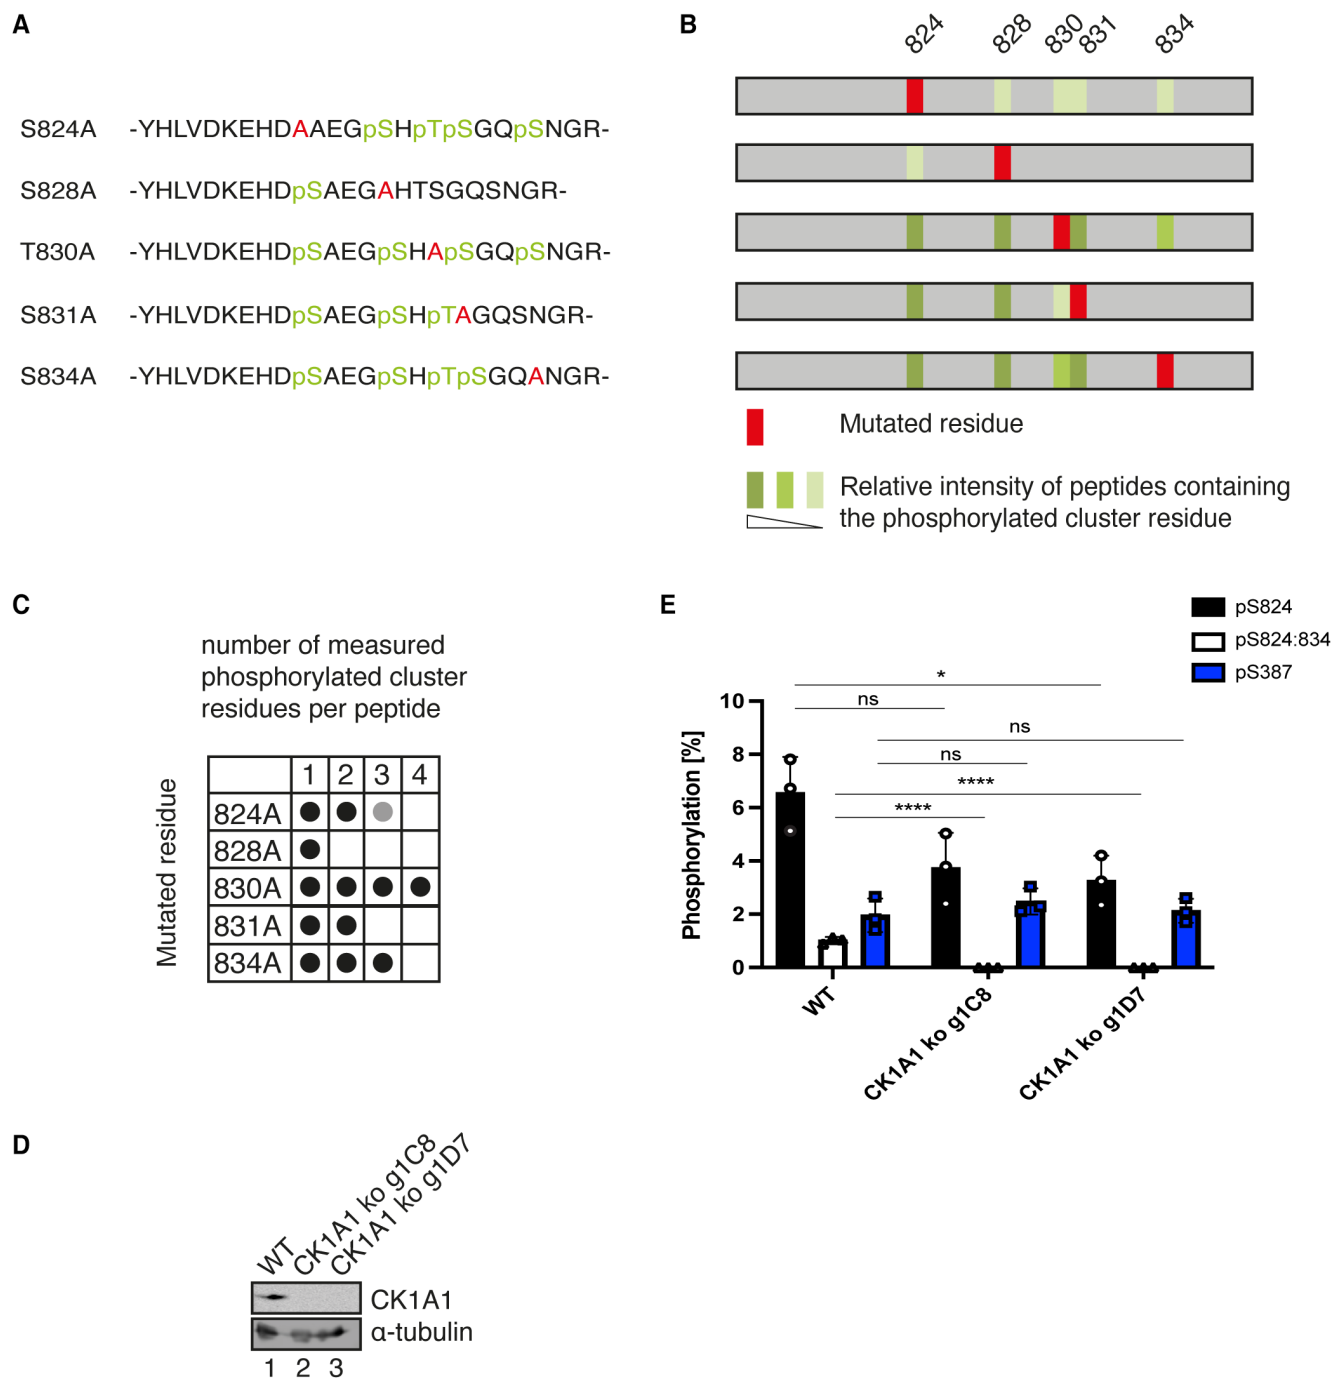 A
S824A -YHLVDKEHDAAEGpSHpTpSGQpSNGR-
S828A -YHLVDKEHDpSAEGAHTSGQSNGR-
T830A -YHLVDKEHDpSAEGpSHApSGQpSNGR-
S831A -YHLVDKEHDpSAEGpSHpTAGQSNGR-
S834A -YHLVDKEHDpSAEGpSHpTpSGQANGR-
B
824 828 830 831 834
Mutated residue
Relative intensity of peptides containing
the phosphorylated cluster residue
C
number of measured
phosphorylated cluster
residues per peptide
Mutated residue
1 2 3 4
824A
828A
830A
831A
834A
D
WT CK1A1 ko g1C8 CK1A1 ko g1D7
CK1A1
α-tubulin
1 2 3
E
pS824
pS824:834
pS387
Phosphorylation [%]
10
8
6
4
2
0
*
ns
ns
ns
****
****
WT CK1A1 ko g1C8 CK1A1 ko g1D7